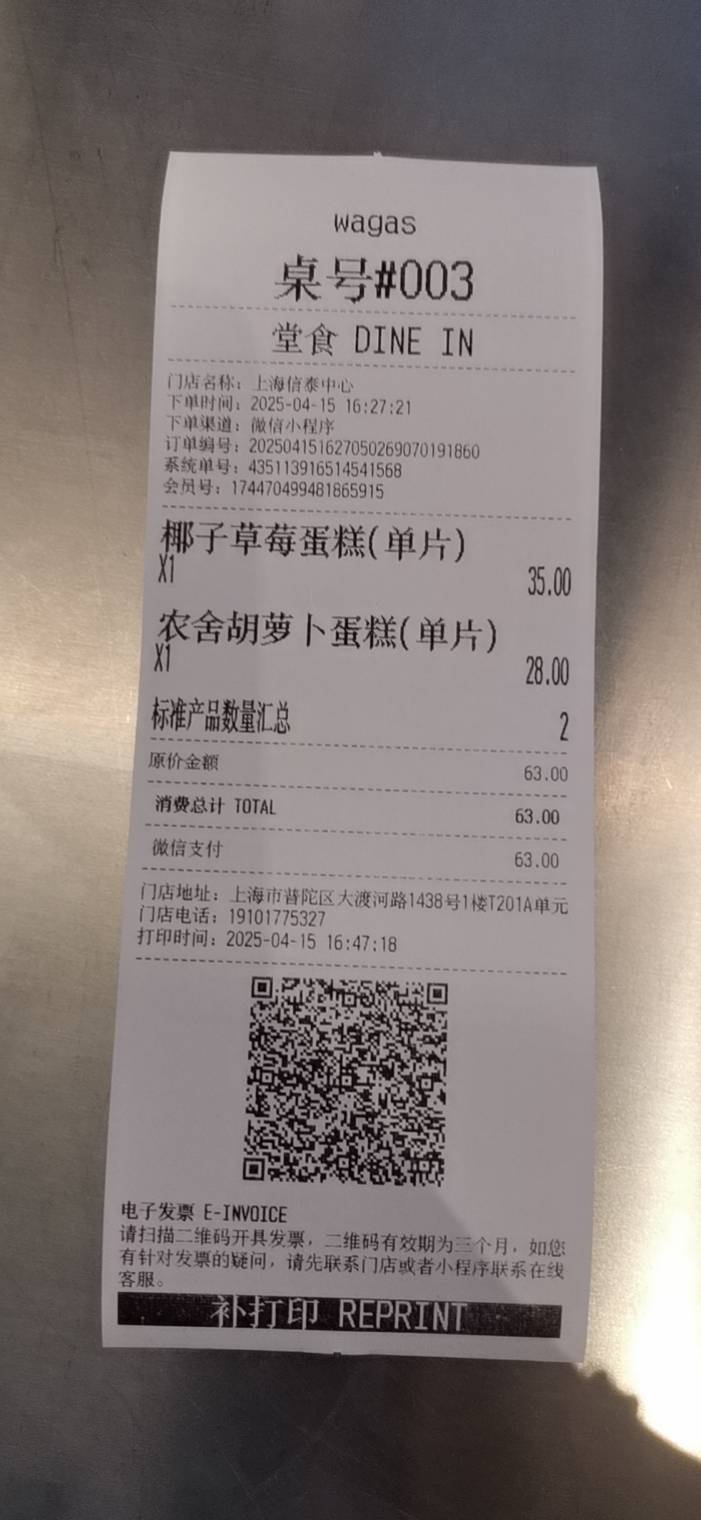 wagas
桌号#003
堂食 DINE IN
门店名称：上海信泰中心
下单时间：2025-04-15 16:27:21
下单渠道：微信小程序
订单编号：202504151627050269070191860
系统单号：435113916514541568
会员号：174470499481865915
椰子草莓蛋糕(单片)
X1 35.00
农舍胡萝卜蛋糕(单片)
X1 28.00
标准产品数量汇总 2
原价金额 63.00
消费总计 TOTAL 63.00
微信支付 63.00
门店地址：上海市普陀区大渡河路1438号1楼T201A单元
门店电话：19101775327
打印时间：2025-04-15 16:47:18
电子发票 E-INVOICE
请扫描二维码开具发票，二维码有效期为三个月，如您
有针对发票的疑问，请先联系门店或者小程序联系在线
客服。
补打印 REPRINT